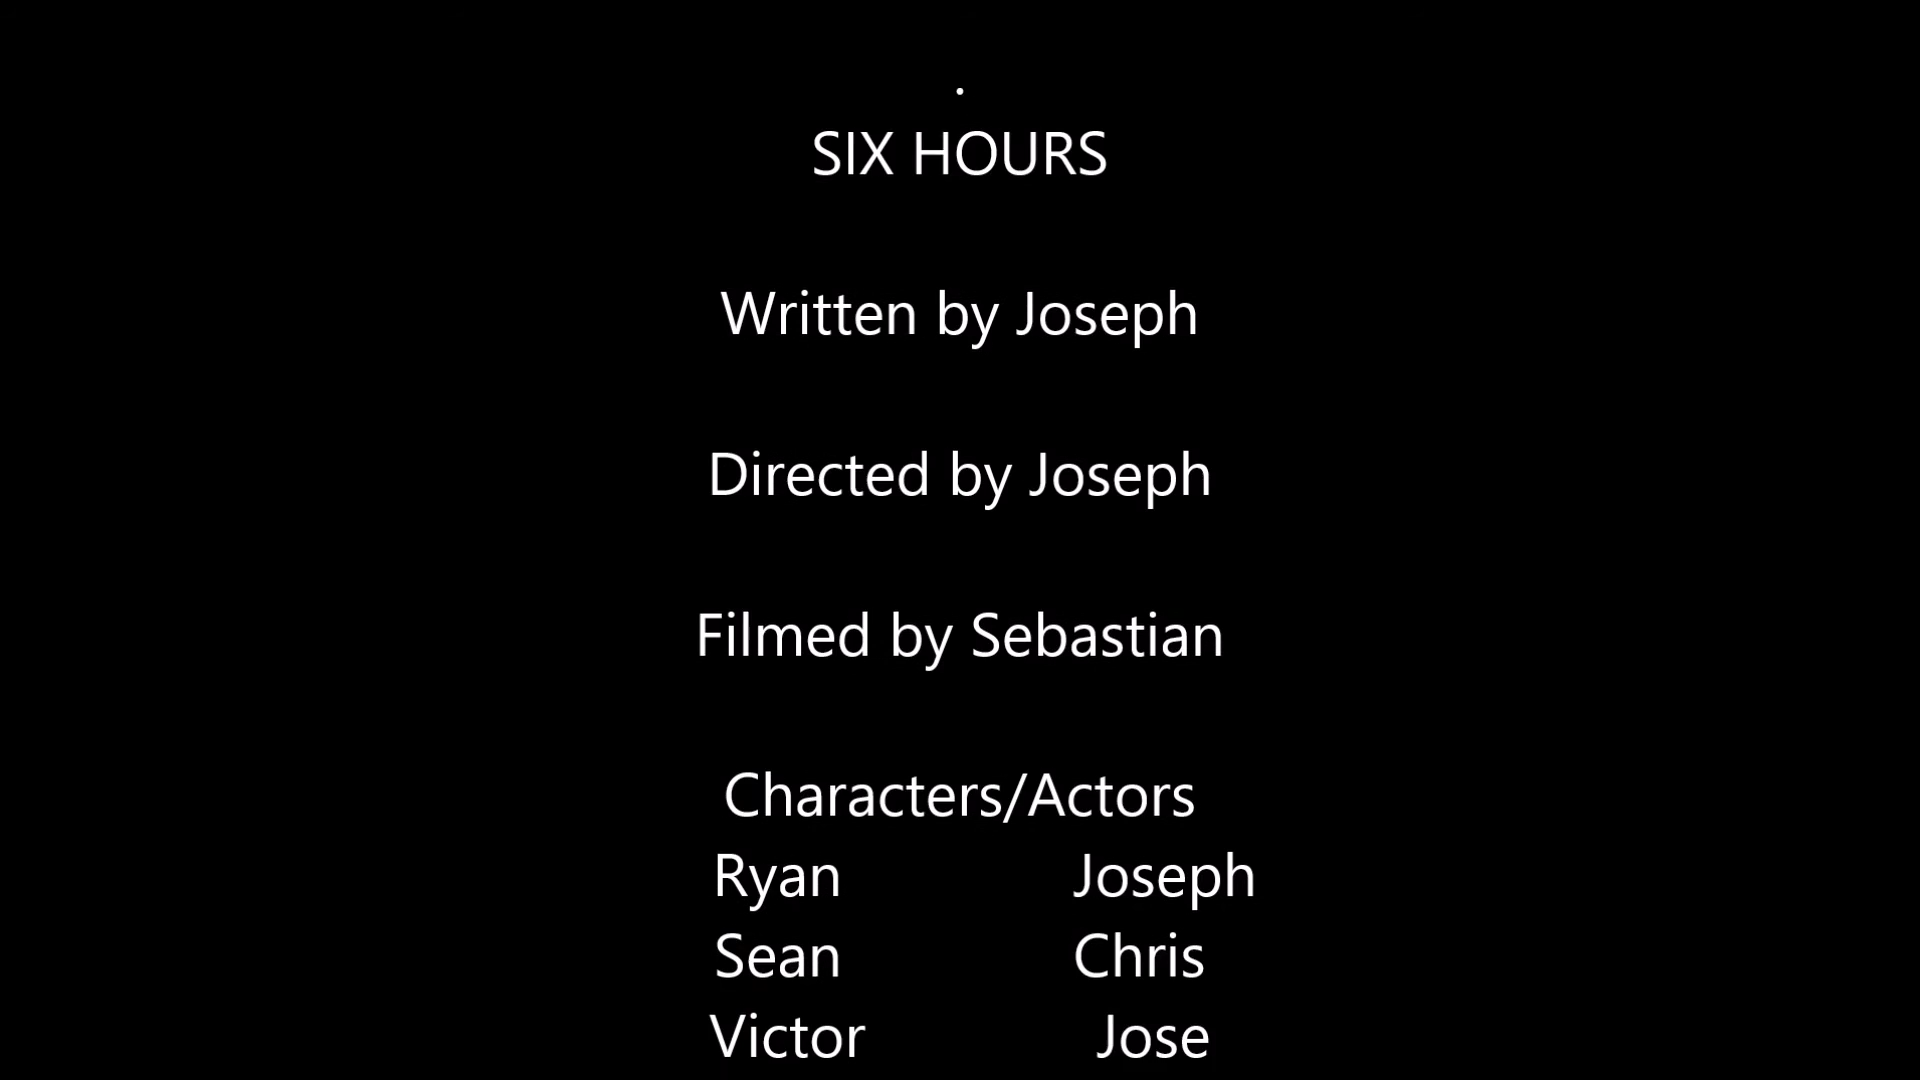 .
SIX HOURS
Written by Joseph
Directed by Joseph
Filmed by Sebastian
Characters/Actors
Ryan Joseph
Sean Chris
Victor Jose